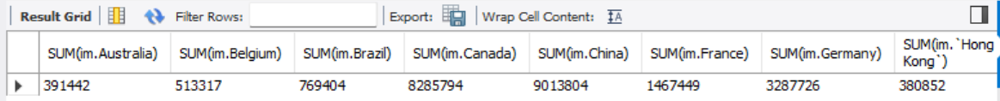 Result Grid Filter Rows: Export: Wrap Cell Content: IA
SUM(im.Australia) SUM(im.Belgium) SUM(im.Brazil) SUM(im.Canada) SUM(im.China) SUM(im.France) SUM(im.Germany) SUM(im.`Hong
Kong`)
391442 513317 769404 8285794 9013804 1467449 3287726 380852